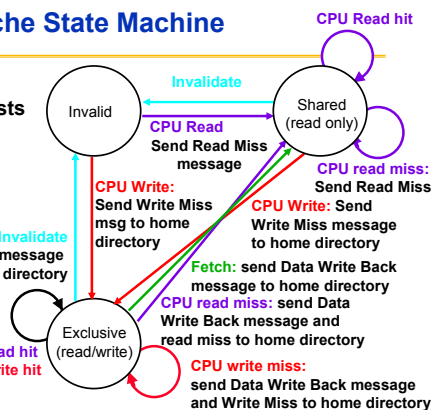 che State Machine
CPU Read hit
Invalidate
sts
Invalid
Shared
(read only)
CPU Read
Send Read Miss
message
CPU read miss:
Send Read Miss
CPU Write:
Send Write Miss
msg to home
directory
CPU Write: Send
Write Miss message
to home directory
Invalidate
message
directory
Fetch: send Data Write Back
message to home directory
CPU read miss: send Data
Write Back message and
read miss to home directory
ad hit
ite hit
Exclusive
(read/write)
CPU write miss:
send Data Write Back message
and Write Miss to home directory